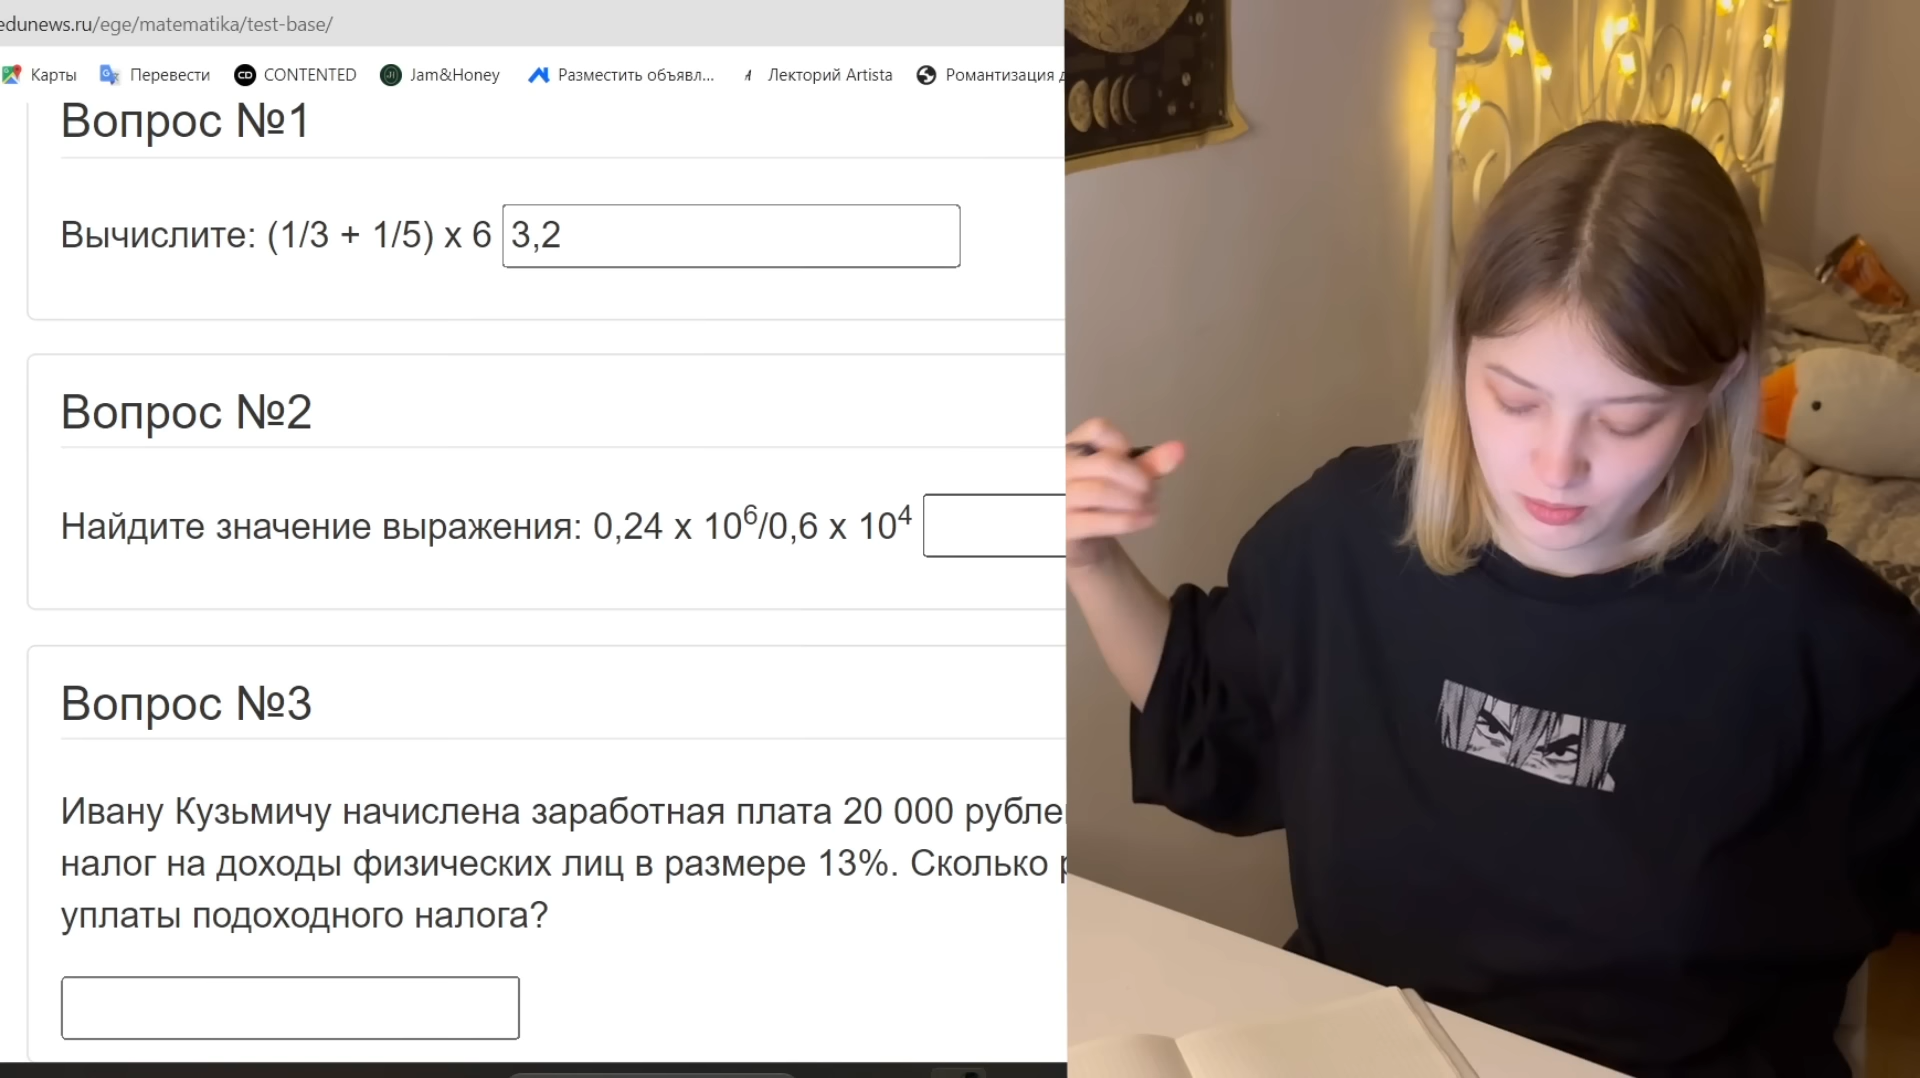 edunews.ru/ege/matematika/test-base/
Карты Перевести CONTENTED Jam&Honey Разместить объявл... Лекторий Artista Романтизация
Вопрос №1
Вычислите: (1/3 + 1/5) x 6 3,2
Вопрос №2
Найдите значение выражения: 0,24 x 10⁶/0,6 x 10⁴
Вопрос №3
Ивану Кузьмичу начислена заработная плата 20 000 рубле
налог на доходы физических лиц в размере 13%. Сколько
уплаты подоходного налога?